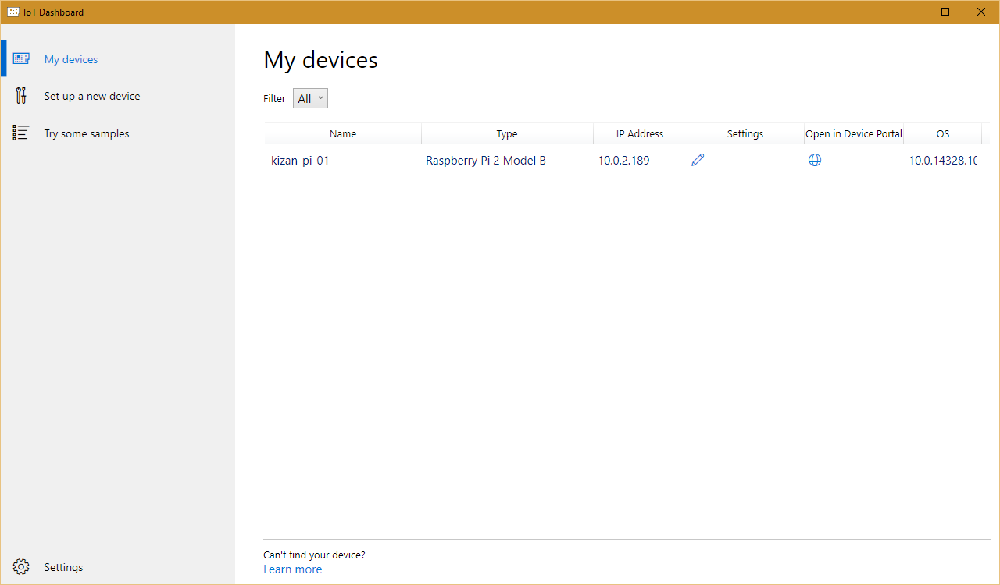 IoT Dashboard
My devices
Set up a new device
Try some samples
Settings
My devices
Filter All
Name Type IP Address Settings Open in Device Portal OS
kizan-pi-01 Raspberry Pi 2 Model B 10.0.2.189 10.0.14328.10
Can't find your device?
Learn more